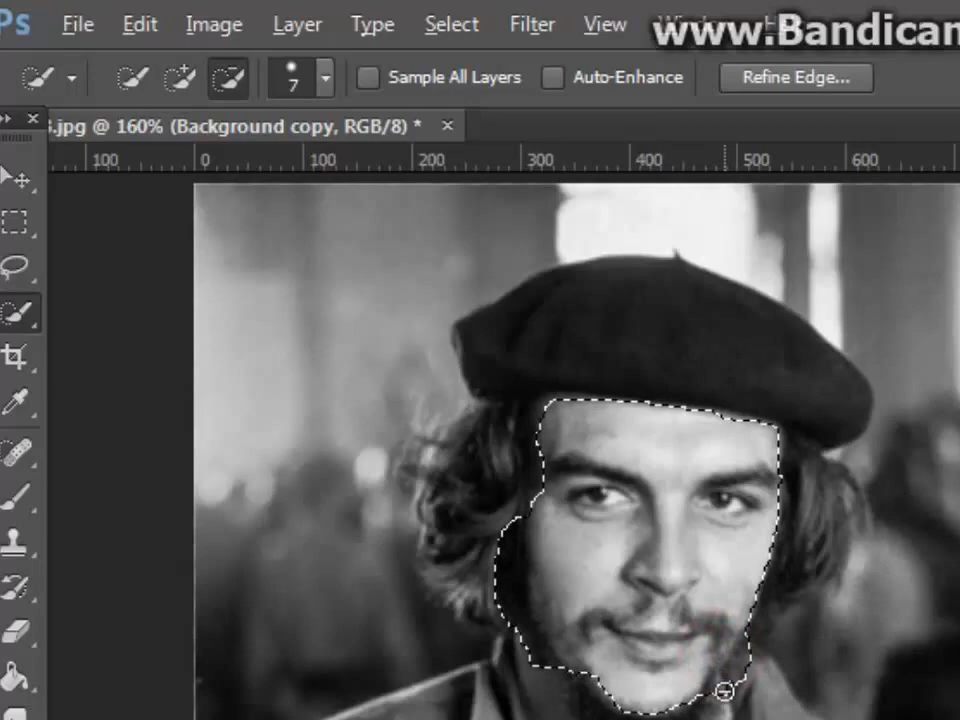 Ps File Edit Image Layer Type Select Filter View
www.Bandicam
7 Sample All Layers Auto-Enhance Refine Edge...
.jpg @ 160% (Background copy, RGB/8) * ×
100 0 100 200 300 400 500 600